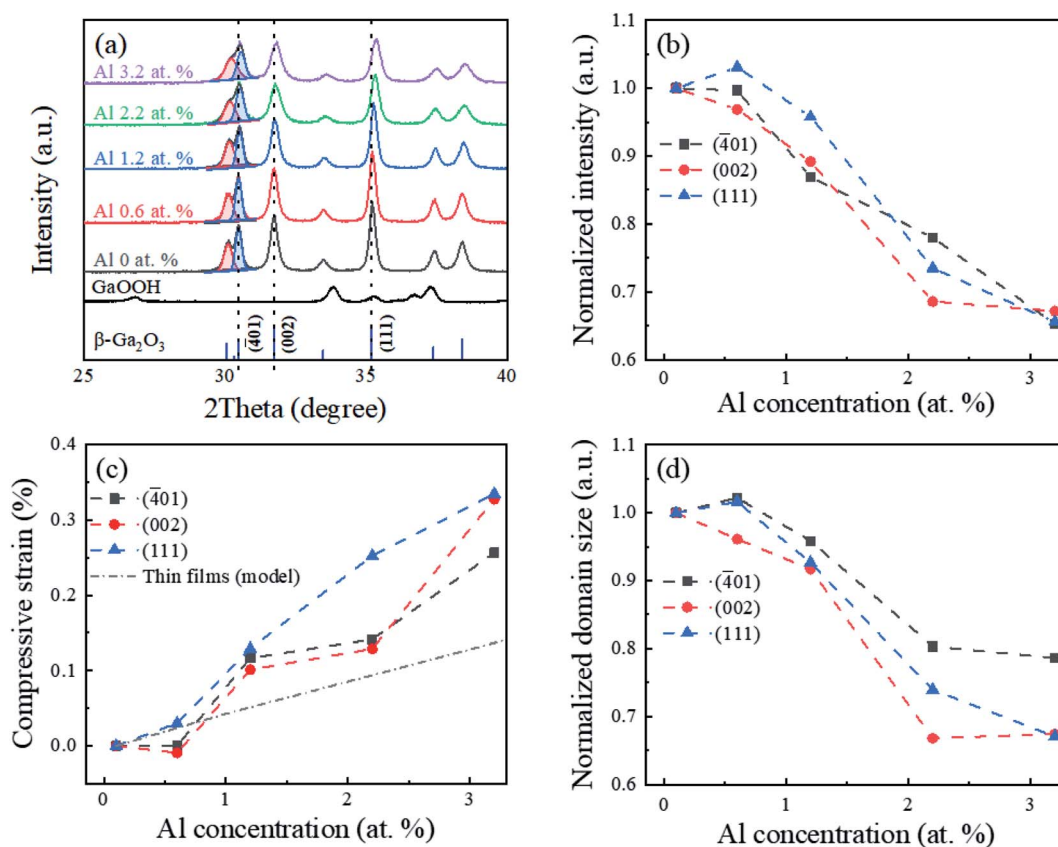 (a)
Al 3.2 at. %
Al 2.2 at. %
Al 1.2 at. %
Al 0.6 at. %
Al 0 at. %
GaOOH
β-Ga₂O₃
(4̅01)
(002)
(111)
25 30 35 40
2Theta (degree)
Intensity (a.u.)
(b)
1.1
1.0
0.9
0.8
0.7
0.6
(4̅01)
(002)
(111)
0 1 2 3
Al concentration (at. %)
Normalized intensity (a.u.)
(c)
0.4
0.3
0.2
0.1
0.0
(4̅01)
(002)
(111)
Thin films (model)
0 1 2 3
Al concentration (at. %)
Compressive strain (%)
(d)
1.1
1.0
0.9
0.8
0.7
0.6
(4̅01)
(002)
(111)
0 1 2 3
Al concentration (at. %)
Normalized domain size (a.u.)